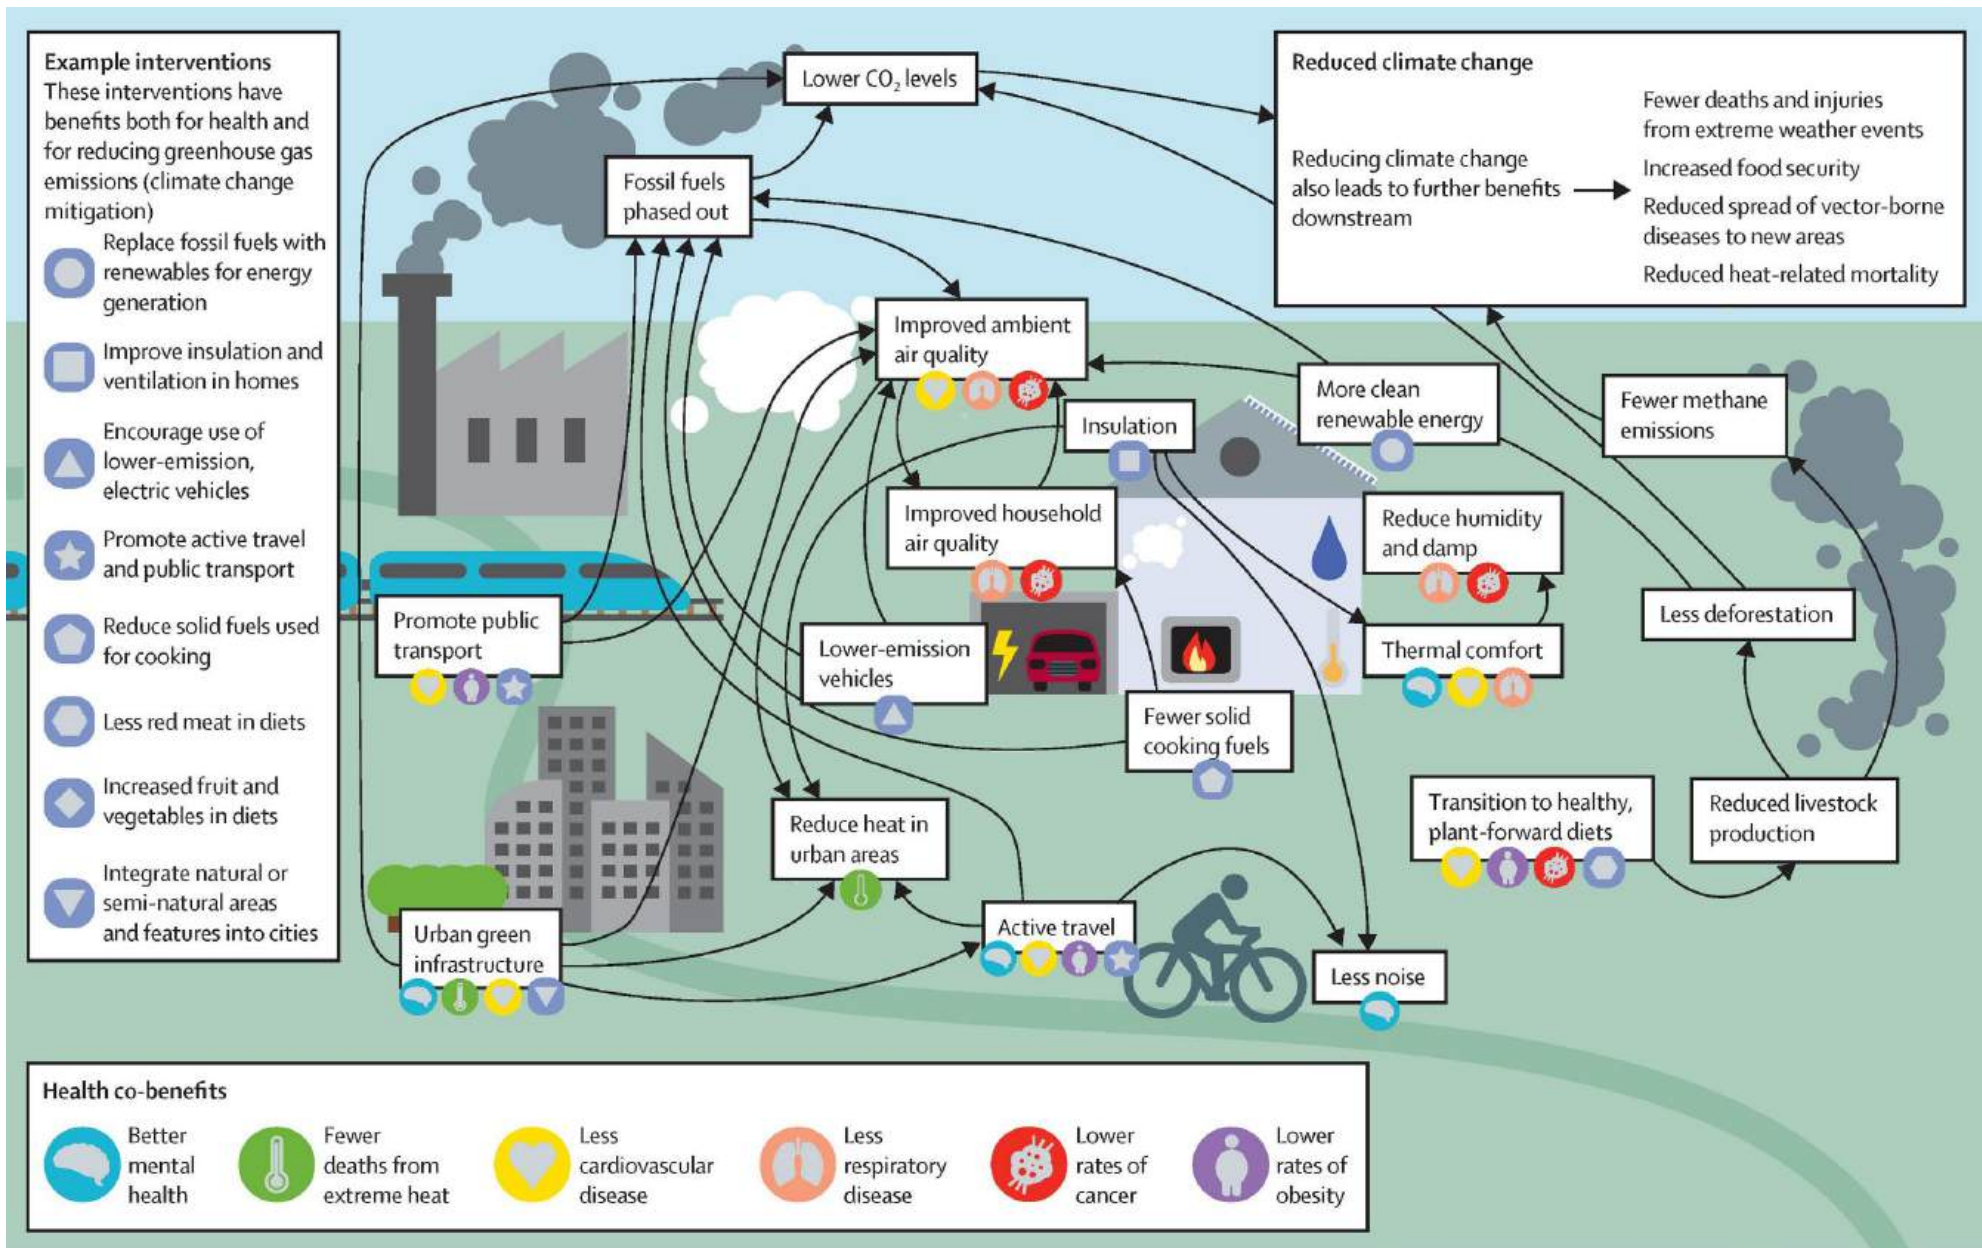 Example interventions
These interventions have
benefits both for health and
for reducing greenhouse gas
emissions (climate change
mitigation)
Replace fossil fuels with
renewables for energy
generation
Improve insulation and
ventilation in homes
Encourage use of
lower-emission,
electric vehicles
Promote active travel
and public transport
Reduce solid fuels used
for cooking
Less red meat in diets
Increased fruit and
vegetables in diets
Integrate natural or
semi-natural areas
and features into cities
Lower CO₂ levels
Fossil fuels
phased out
Reduced climate change
Reducing climate change
also leads to further benefits
downstream
Fewer deaths and injuries
from extreme weather events
Increased food security
Reduced spread of vector-borne
diseases to new areas
Reduced heat-related mortality
Improved ambient
air quality
Insulation
More clean
renewable energy
Fewer methane
emissions
Improved household
air quality
Reduce humidity
and damp
Promote public
transport
Lower-emission
vehicles
Thermal comfort
Less deforestation
Fewer solid
cooking fuels
Reduce heat in
urban areas
Transition to healthy,
plant-forward diets
Reduced livestock
production
Urban green
infrastructure
Active travel
Less noise
Health co-benefits
Better
mental
health
Fewer
deaths from
extreme heat
Less
cardiovascular
disease
Less
respiratory
disease
Lower
rates of
cancer
Lower
rates of
obesity